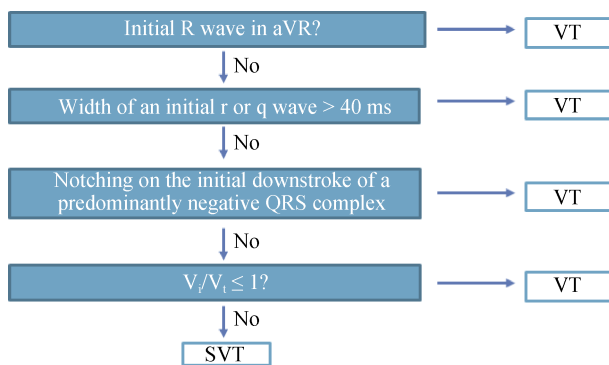 Initial R wave in aVR?
VT
No
Width of an initial r or q wave > 40 ms
VT
No
Notching on the initial downstroke of a
predominantly negative QRS complex
VT
No
Vᵢ/Vₜ ≤ 1?
VT
No
SVT